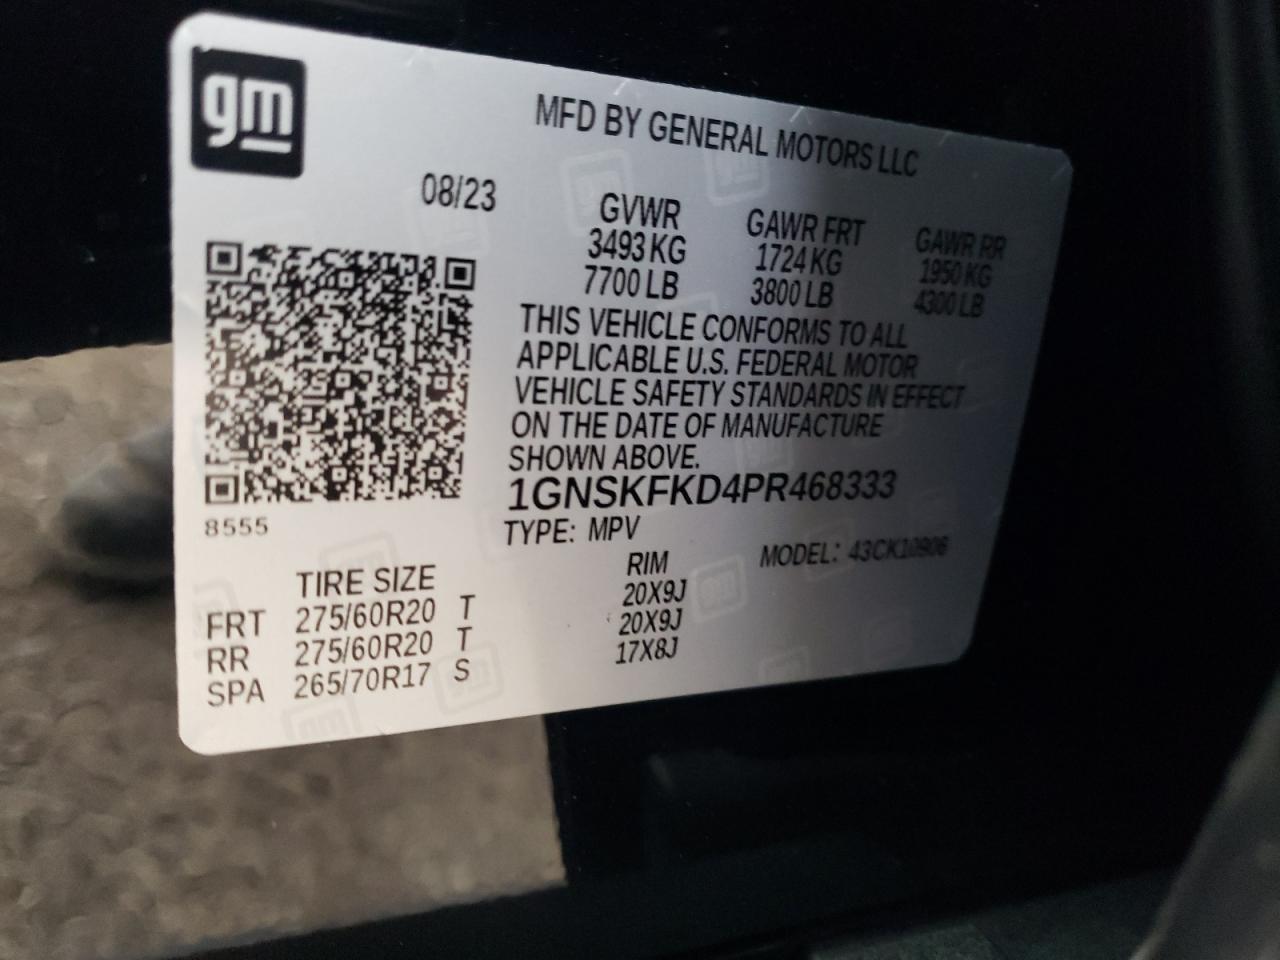 gm
MFD BY GENERAL MOTORS LLC
08/23
GVWR GAWR FRT GAWR RR
3493 KG 1724 KG 1950 KG
7700 LB 3800 LB 4300 LB
THIS VEHICLE CONFORMS TO ALL
APPLICABLE U.S. FEDERAL MOTOR
VEHICLE SAFETY STANDARDS IN EFFECT
ON THE DATE OF MANUFACTURE
SHOWN ABOVE.
1GNSKFKD4PR468333
8555
TYPE: MPV MODEL: 43CK10906
TIRE SIZE RIM
FRT 275/60R20 T 20X9J
RR 275/60R20 T 20X9J
SPA 265/70R17 S 17X8J